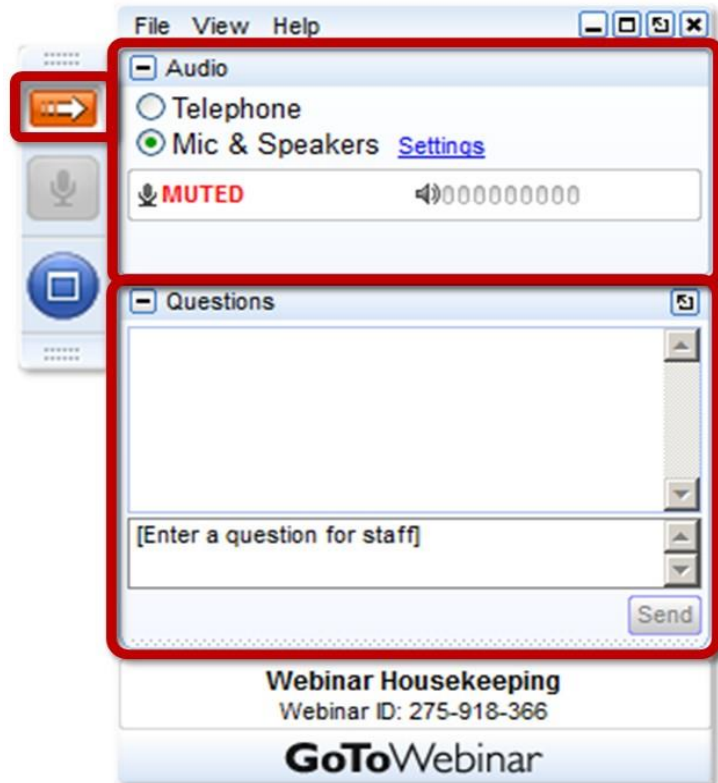 File View Help
Audio
Telephone
Mic & Speakers Settings
MUTED 000000000
Questions
[Enter a question for staff]
Send
Webinar Housekeeping
Webinar ID: 275-918-366
GoToWebinar